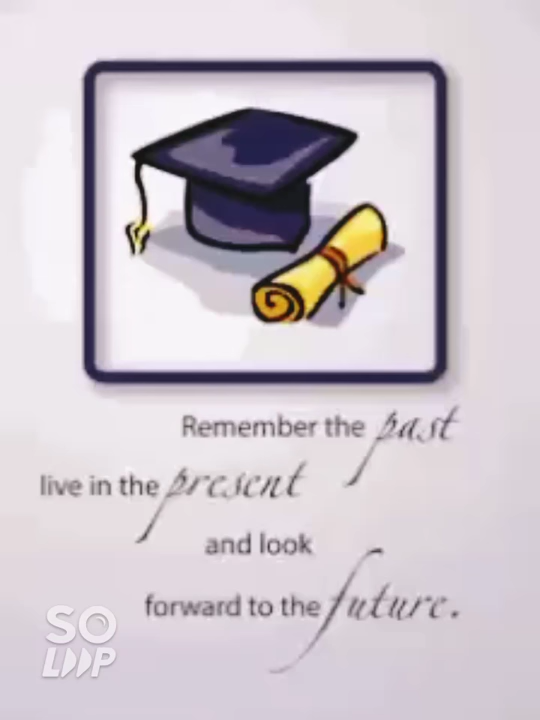 Remember the past
live in the present
and look
forward to the future.
SO
LOOP